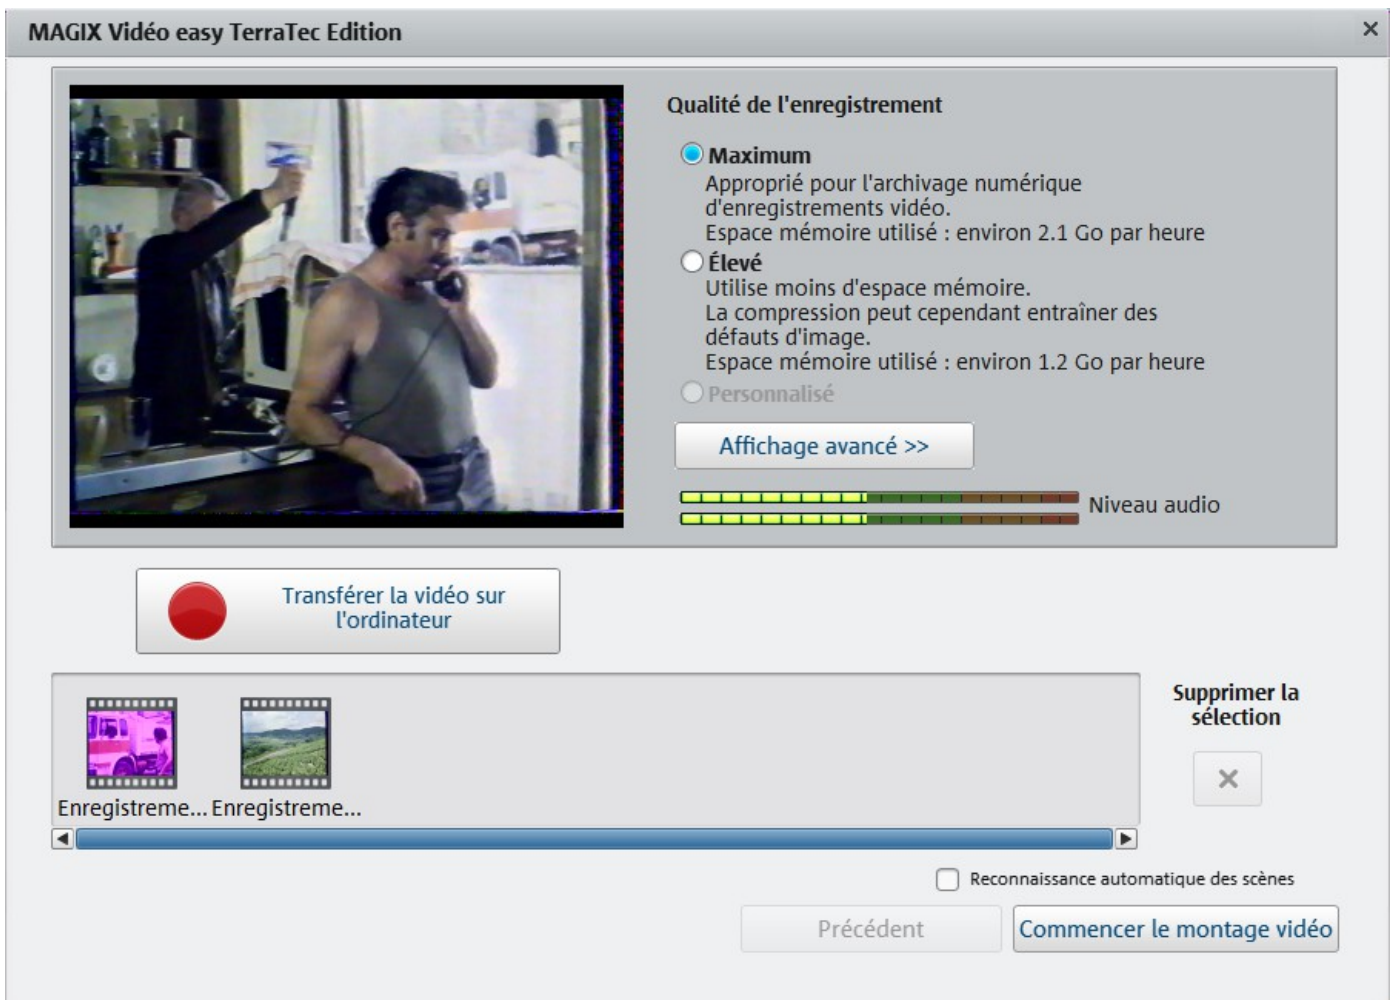 MAGIX Vidéo easy TerraTec Edition
Qualité de l'enregistrement
Maximum
Approprié pour l'archivage numérique
d'enregistrements vidéo.
Espace mémoire utilisé : environ 2.1 Go par heure
Élevé
Utilise moins d'espace mémoire.
La compression peut cependant entraîner des
défauts d'image.
Espace mémoire utilisé : environ 1.2 Go par heure
Personnalisé
Affichage avancé >>
Niveau audio
Transférer la vidéo sur
l'ordinateur
Enregistreme... Enregistreme...
Supprimer la
sélection
Reconnaissance automatique des scènes
Précédent
Commencer le montage vidéo